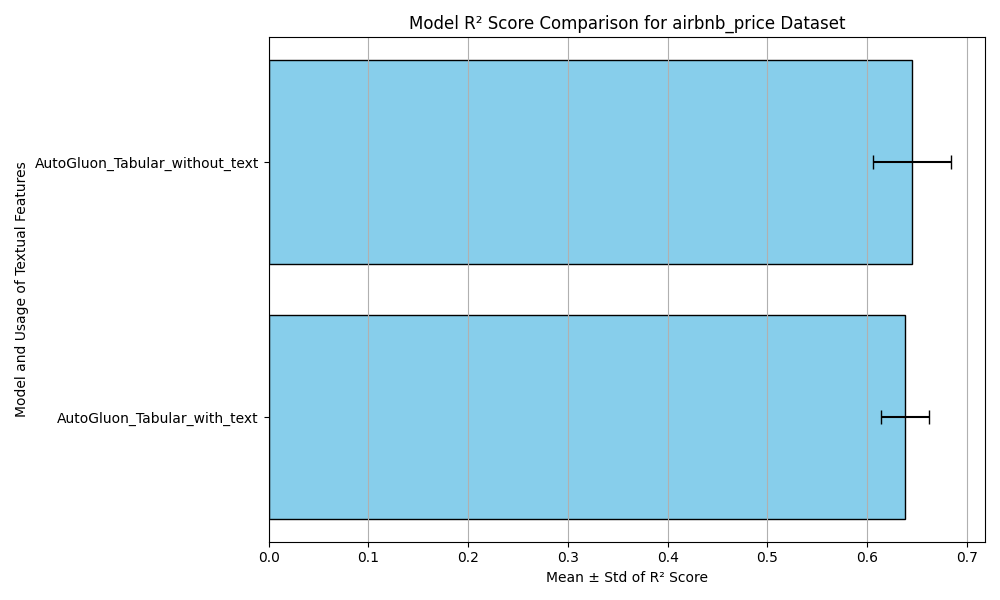 Model R² Score Comparison for airbnb_price Dataset
Model and Usage of Textual Features
AutoGluon_Tabular_without_text
AutoGluon_Tabular_with_text
0.0 0.1 0.2 0.3 0.4 0.5 0.6 0.7
Mean ± Std of R² Score